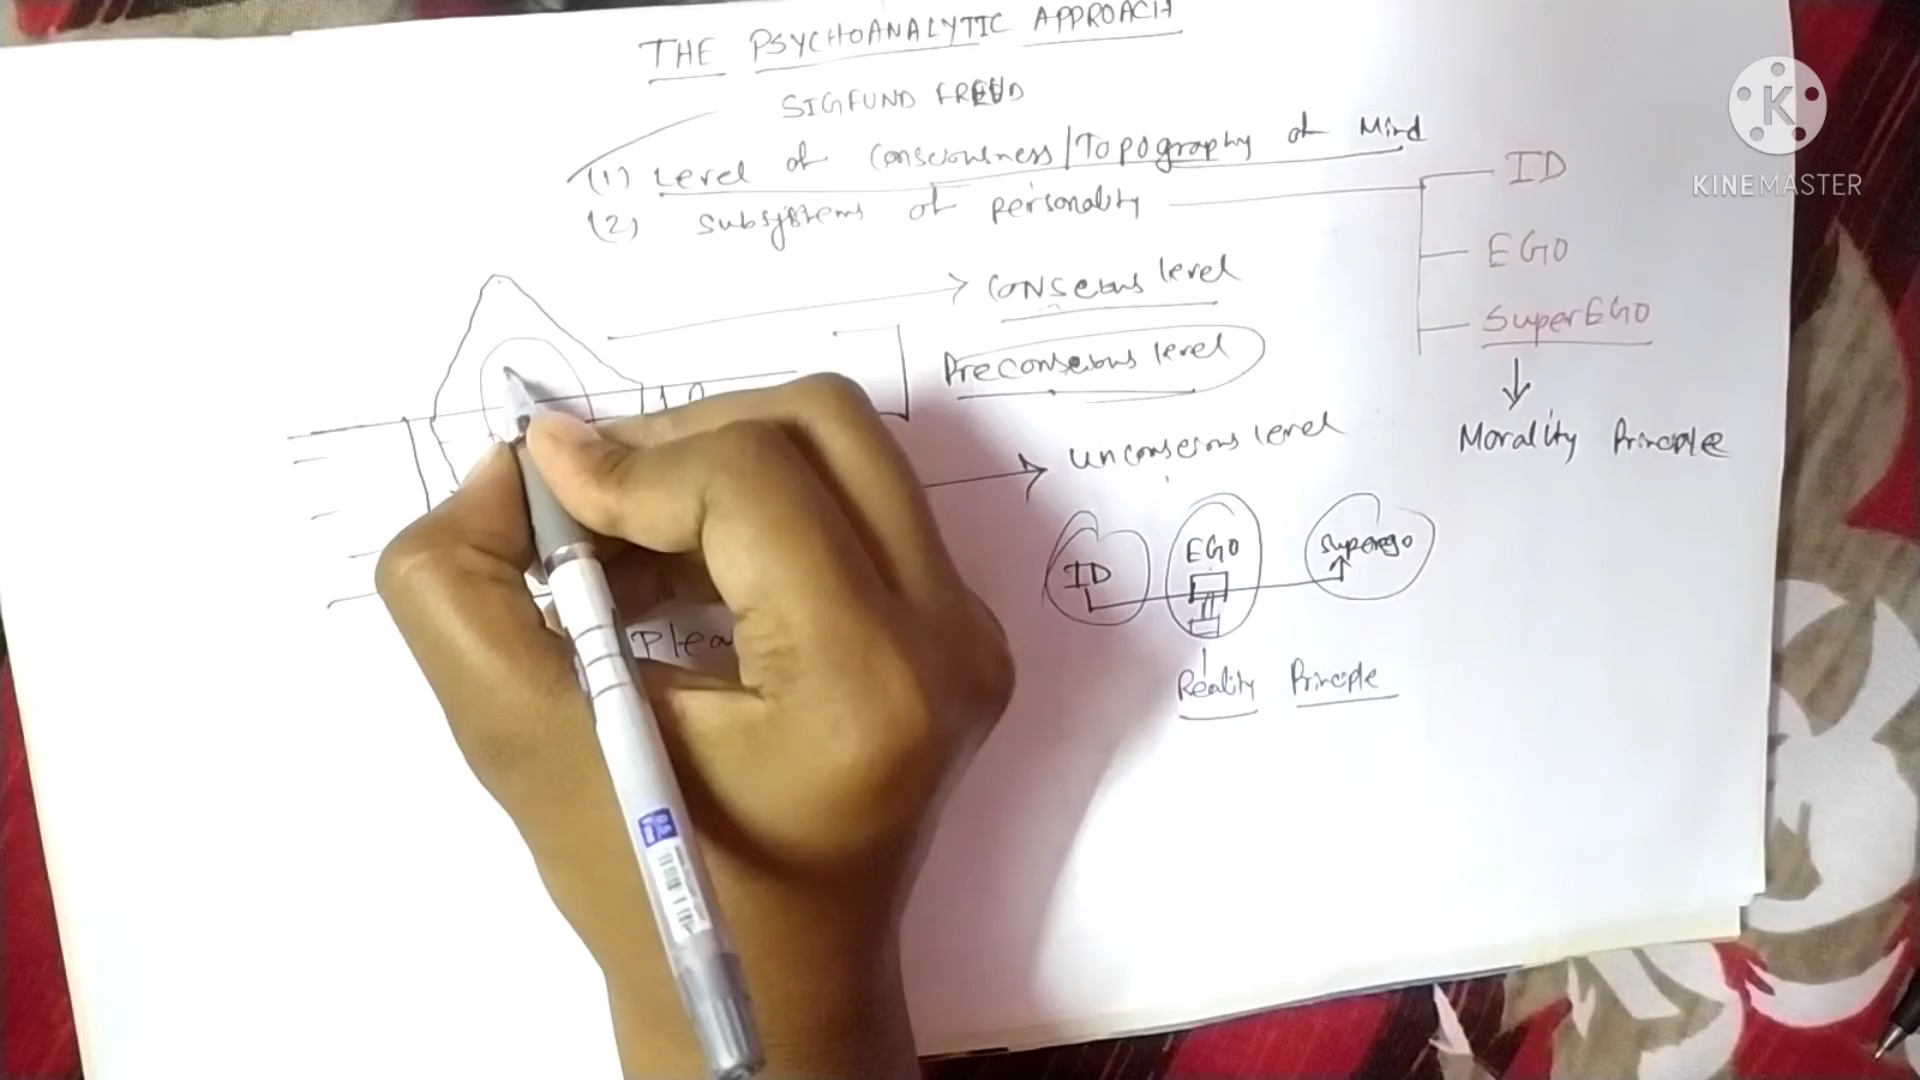 THE PSYCHOANALYTIC APPROACH
SIGFUND FREUD
(1) Level of Consciousness/Topography of Mind
(2) Subsystems of personality
ID
EGO
SuperEGO
Morality Principle
Conscious level
Preconscious level
Unconscious level
ID
EGO
Superego
Reality Principle
Plea
K
KINEMASTER